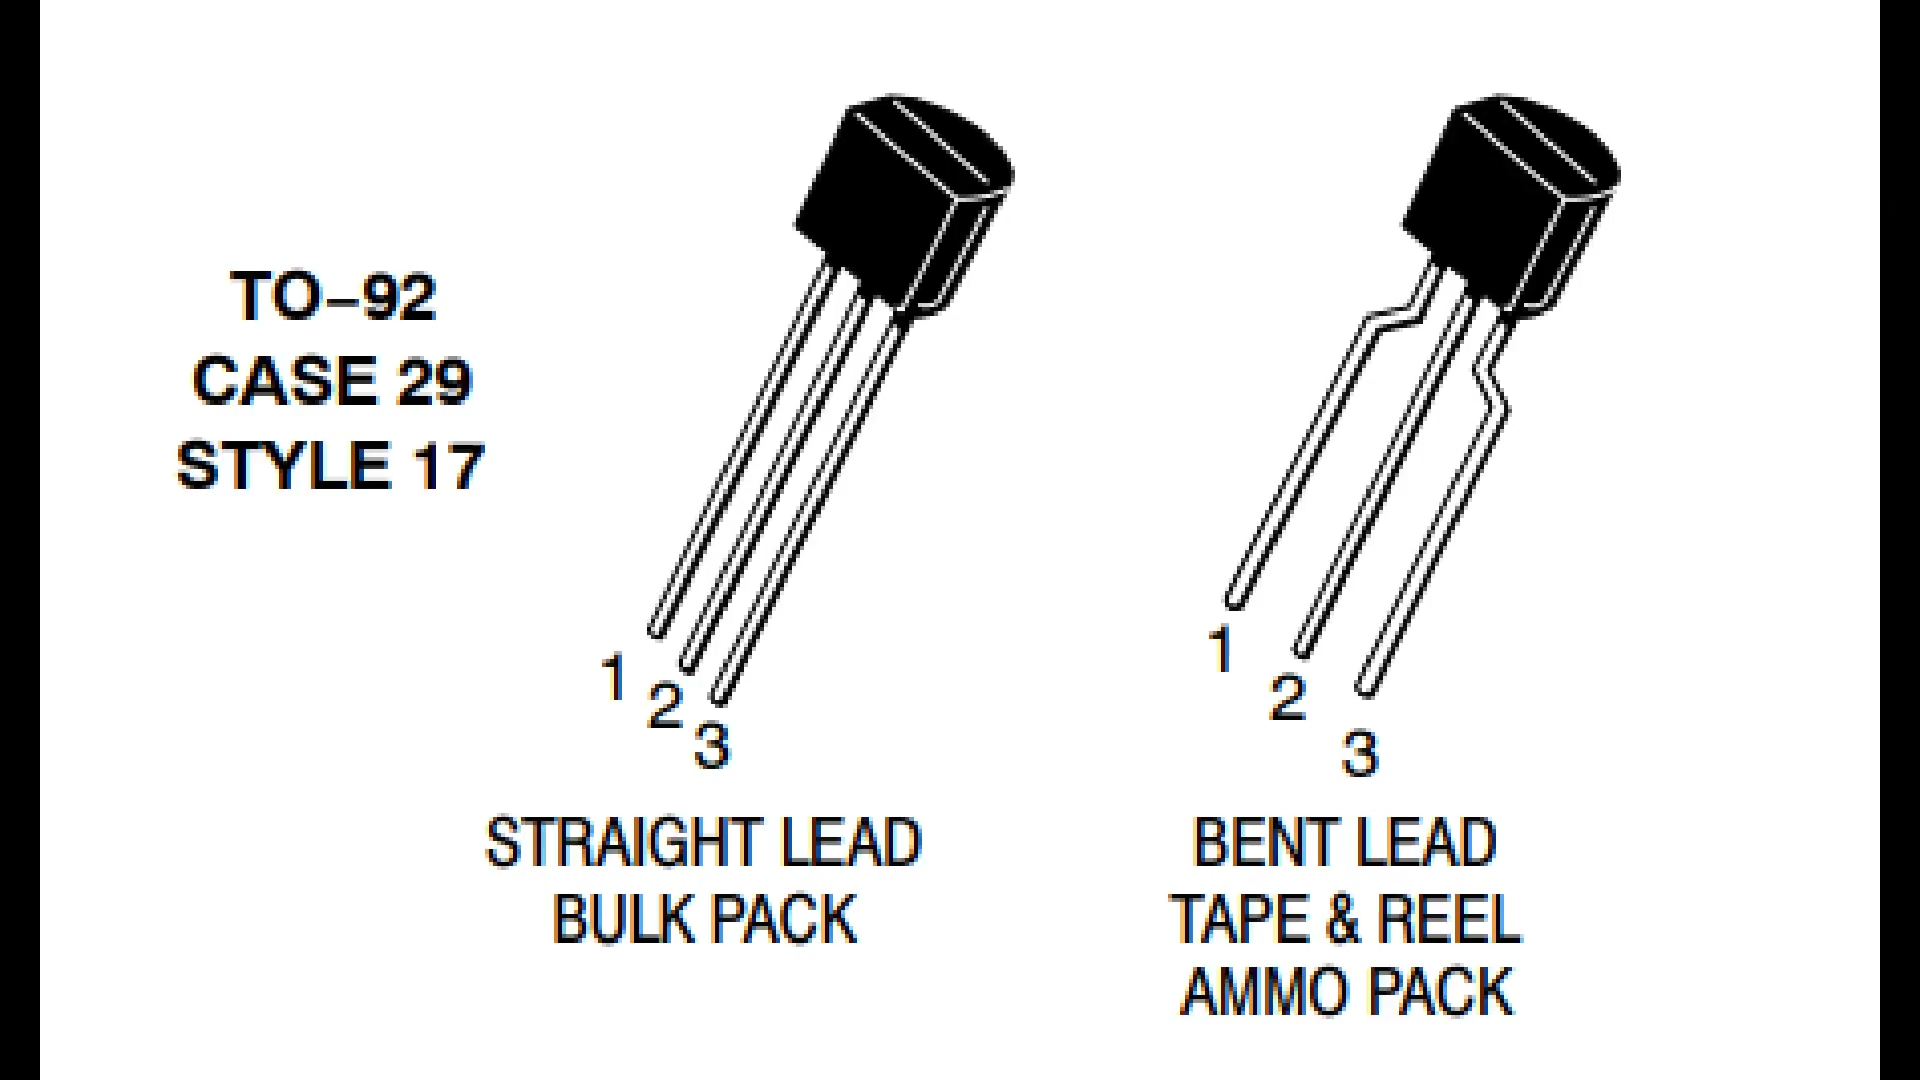 TO–92
CASE 29
STYLE 17
1
2
3
STRAIGHT LEAD
BULK PACK
1
2
3
BENT LEAD
TAPE & REEL
AMMO PACK